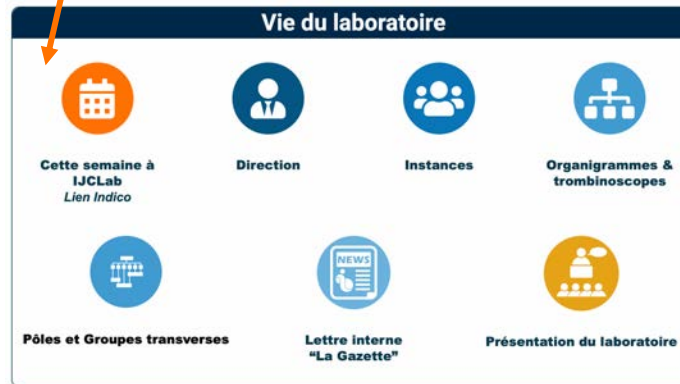 Vie du laboratoire
Cette semaine à
IJCLab
Lien Indico
Direction
Instances
Organigrammes &
trombinoscopes
NEWS
Pôles et Groupes transverses
Lettre interne
“La Gazette”
Présentation du laboratoire